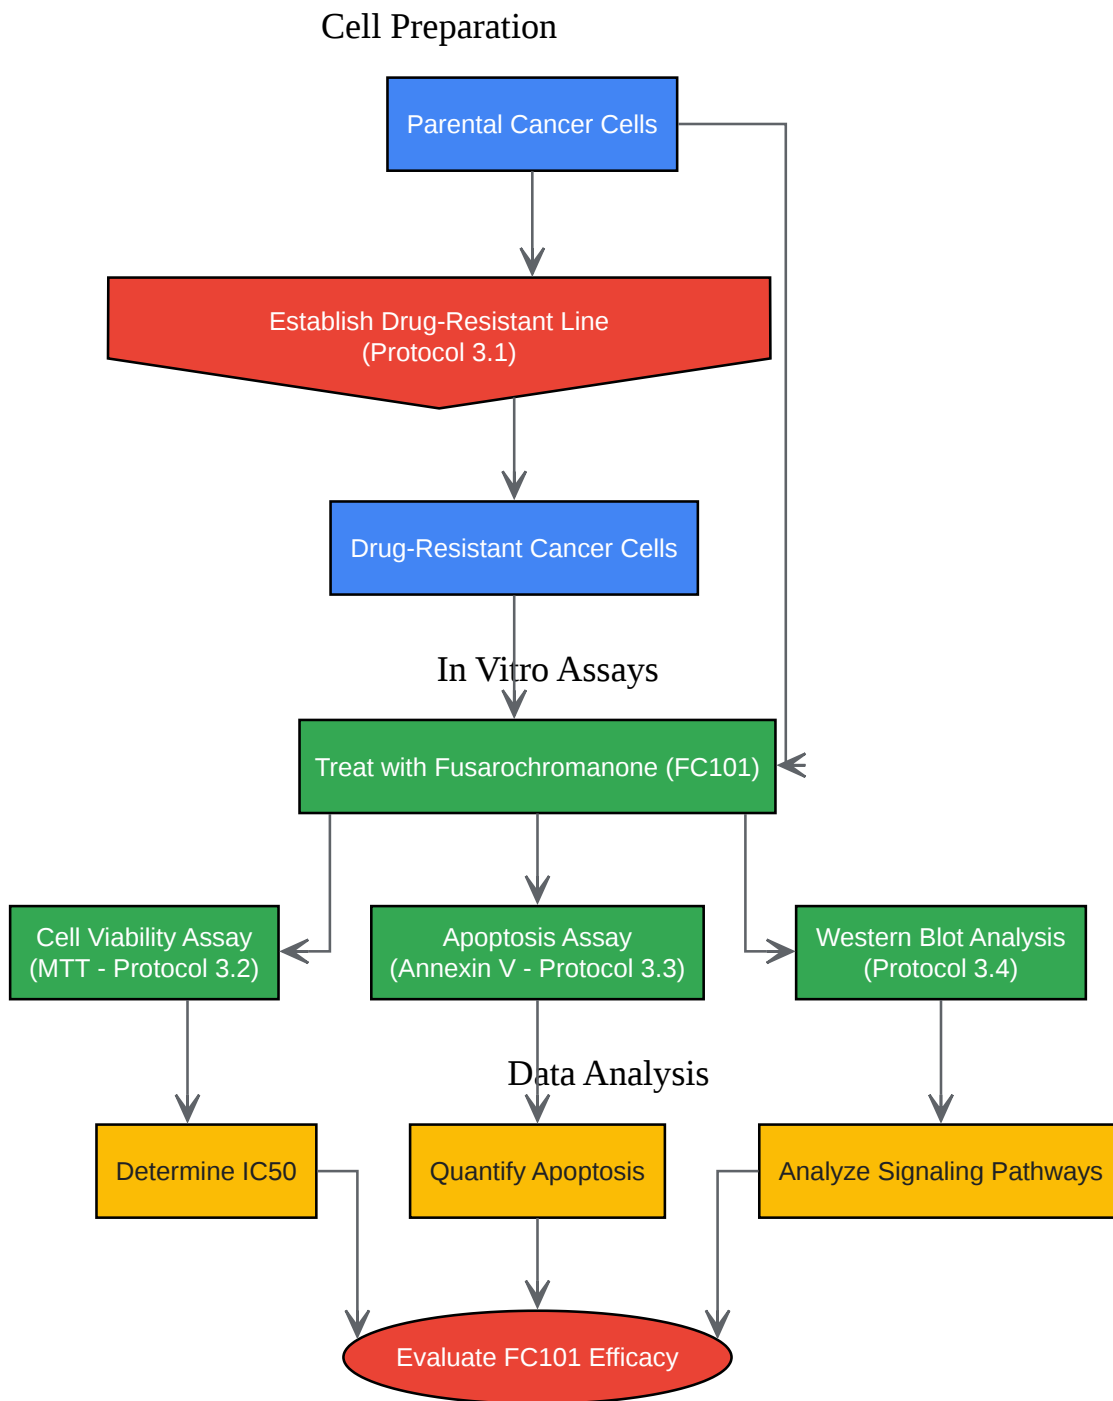 Cell Preparation
Parental Cancer Cells
Establish Drug-Resistant Line
(Protocol 3.1)
Drug-Resistant Cancer Cells
In Vitro Assays
Treat with Fusarochromanone (FC101)
Cell Viability Assay
(MTT - Protocol 3.2)
Apoptosis Assay
(Annexin V - Protocol 3.3)
Western Blot Analysis
(Protocol 3.4)
Data Analysis
Determine IC50
Quantify Apoptosis
Analyze Signaling Pathways
Evaluate FC101 Efficacy